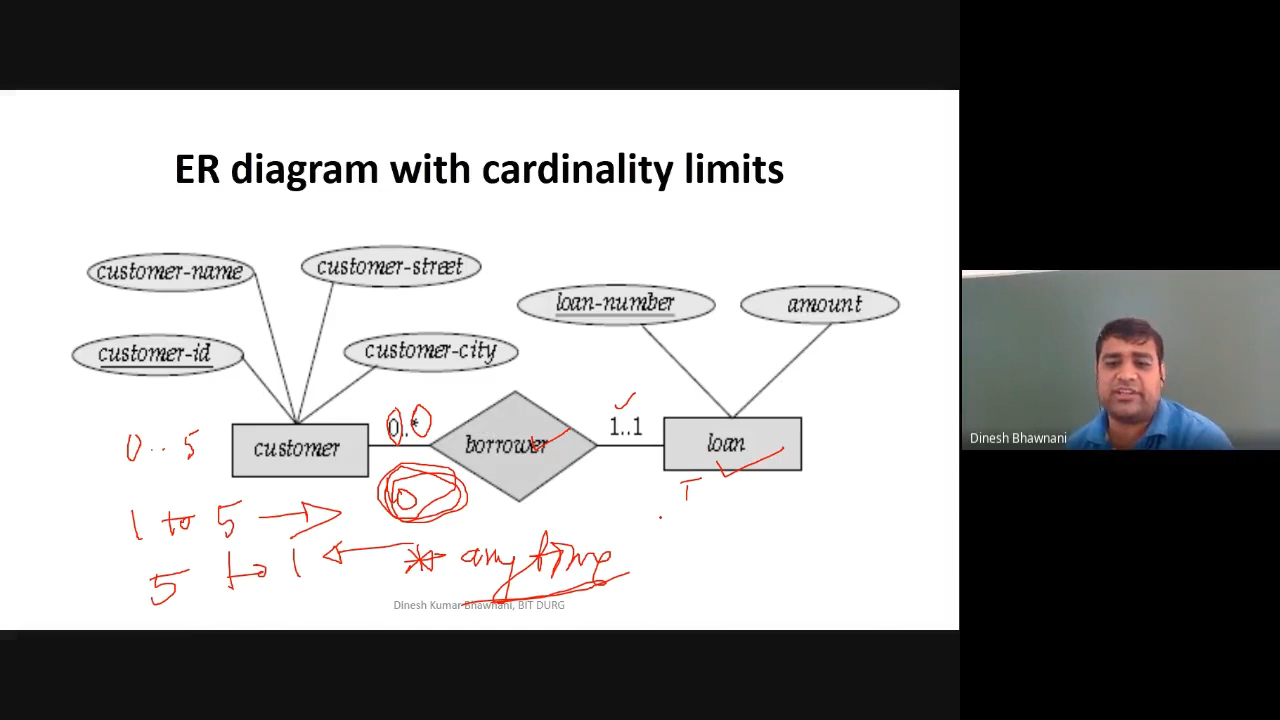 ER diagram with cardinality limits
customer-name
customer-street
loan-number
amount
customer-id
customer-city
0..*
1..1
customer
borrower
loan
0..5
T
1 to 5
5 to 1
* any time
Dinesh Kumar Bhawnani, BIT DURG
Dinesh Bhawnani